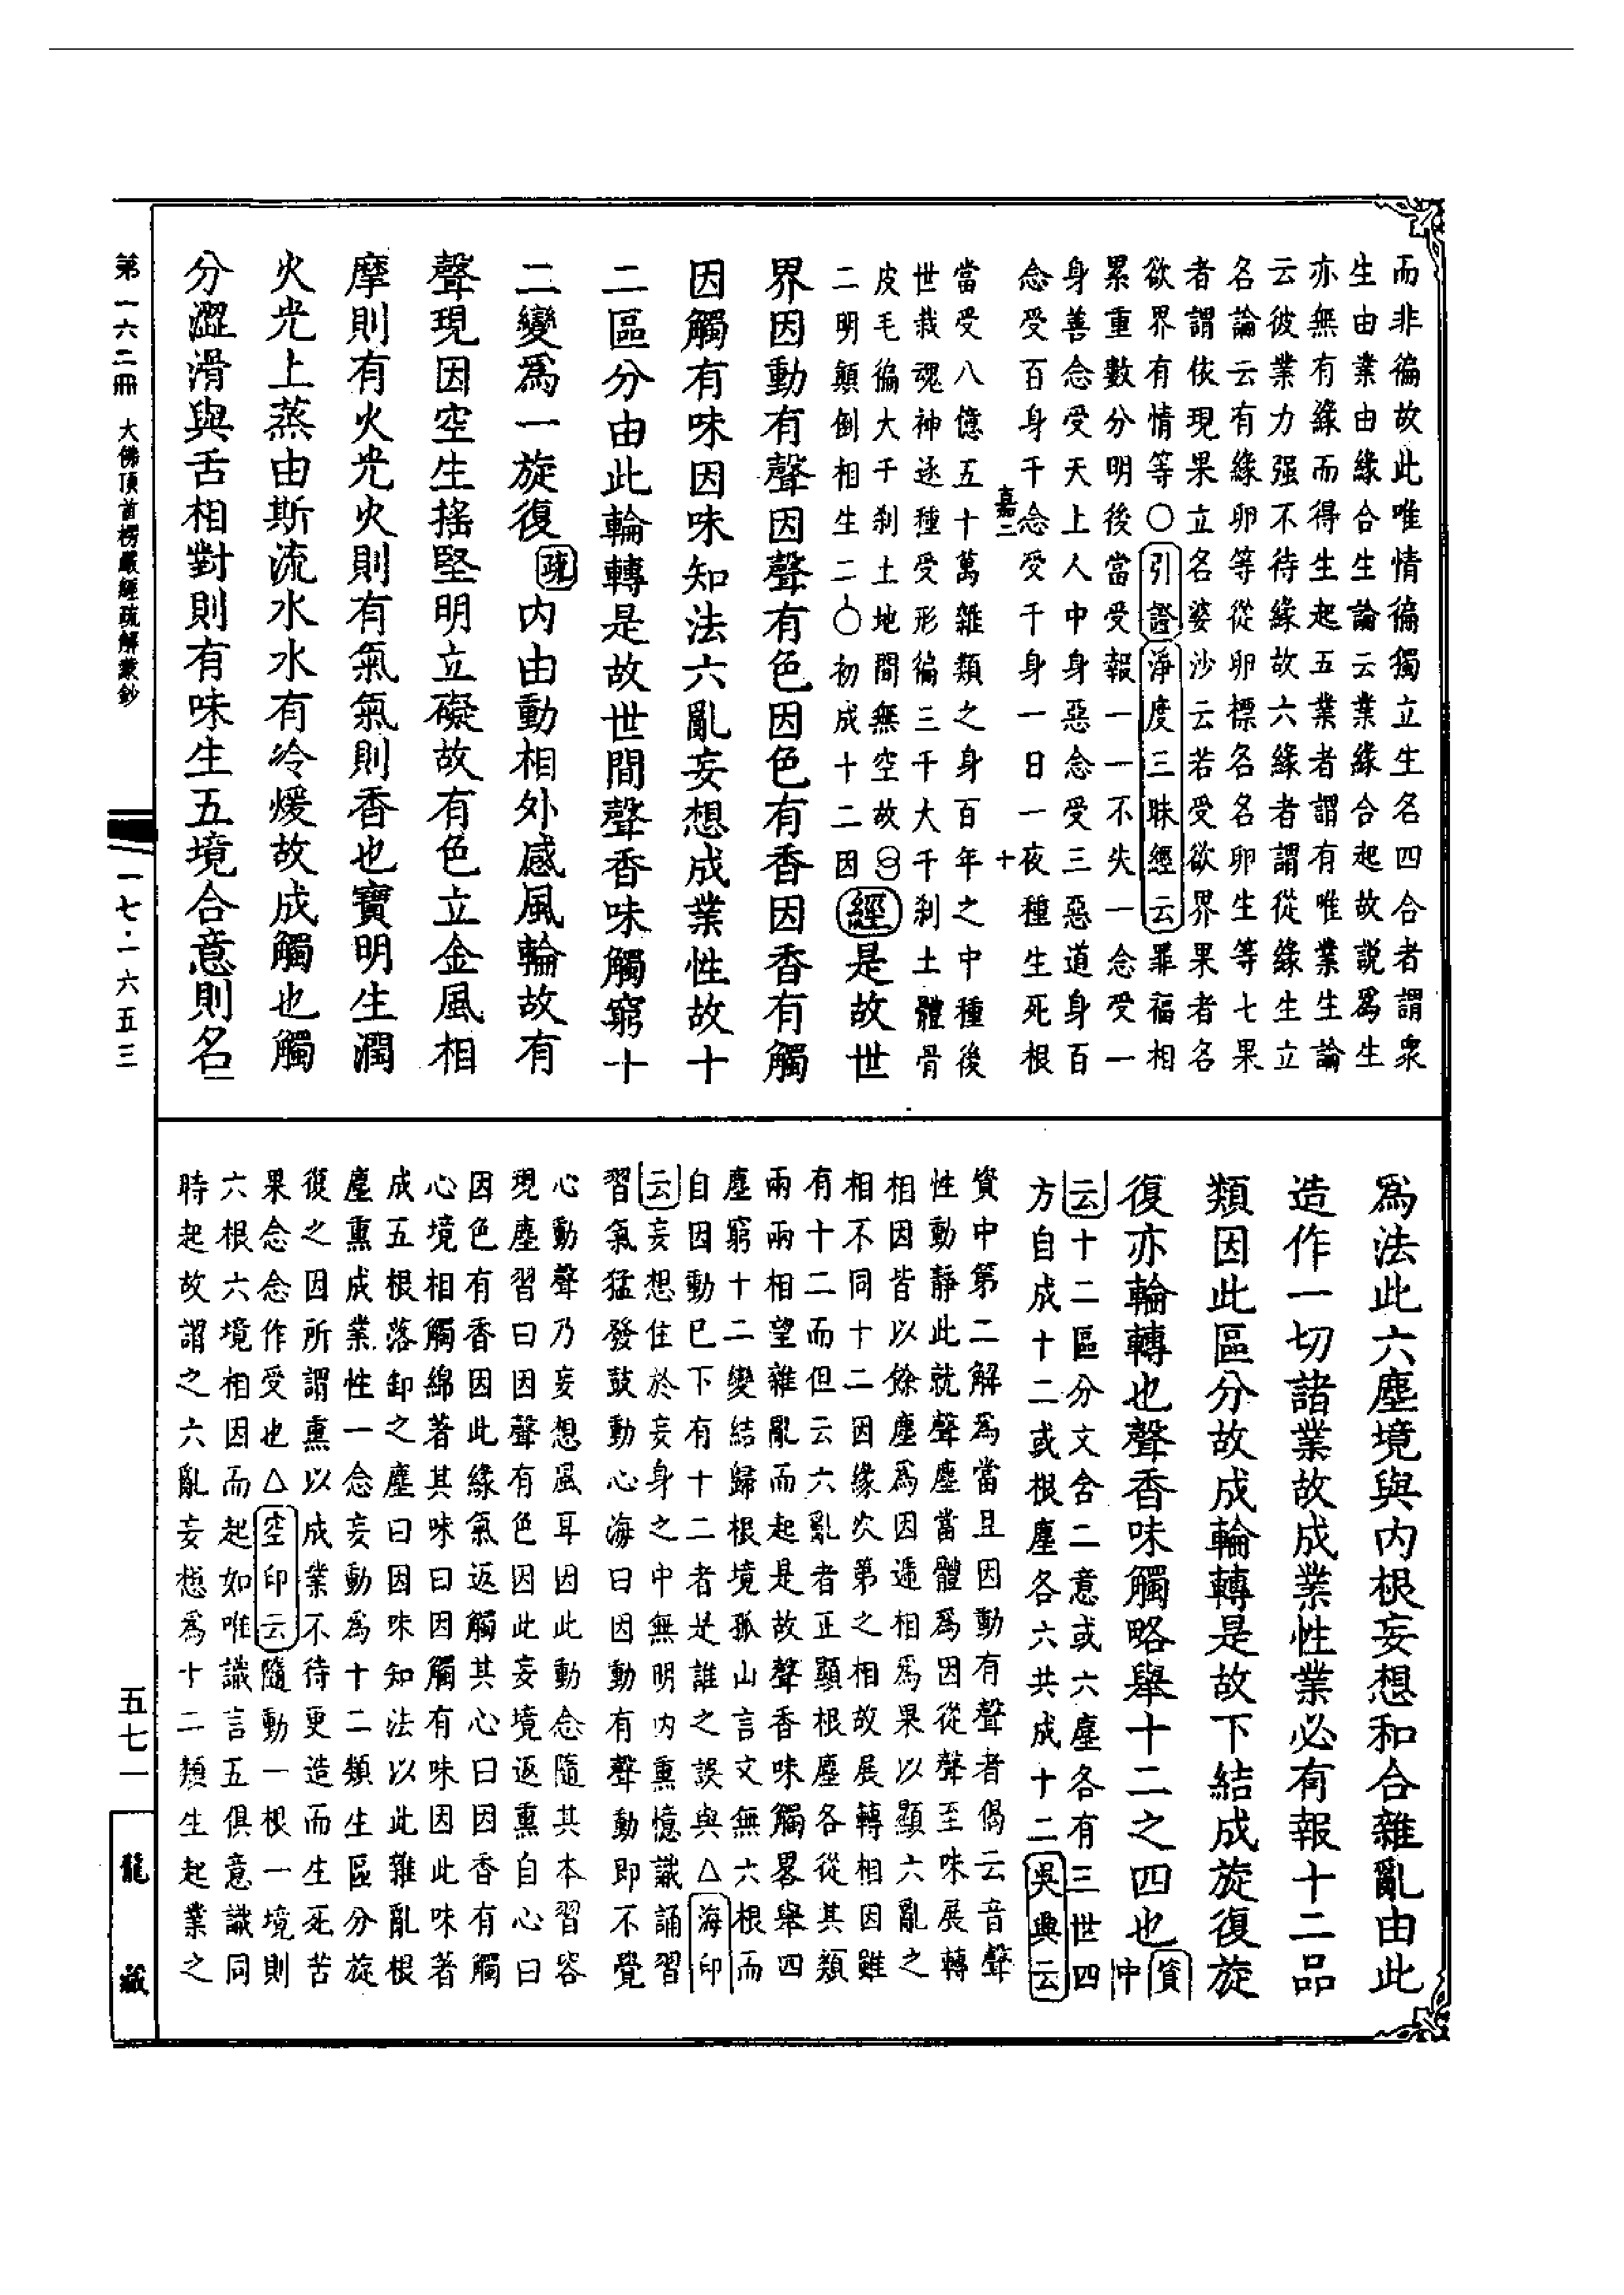 而非徧故此唯情徧獨立生名四合者謂衆
生由業由緣合生論云業緣合起故説爲生
亦無有緣而得生起五業者謂有唯業生論
云彼業力强不待緣故六緣者謂從緣生立
名論云有緣卵等從卵標名名卵生等七果
者謂依現果立名婆沙云若受欲界果者名
欲界有情等〇引證淨度三昧經云罪福相
累重數分明後當受報一一不失一念受一
身善念受天上人中身惡念受三惡道身百
念受百身千念受千身一日一夜種生死根
嘉二 十
當受八億五十萬雜類之身百年之中種後
世栽魂神逐種受形徧三千大千刹土體骨
皮毛徧大千刹土地間無空故
二明顛倒相生二 〇初成十二因
經是故世
界因動有聲因聲有色因色有香因香有觸
因觸有味因味知法六亂妄想成業性故十
二區分由此輪轉是故世間聲香味觸窮十
二變爲一旋復疏内由動相外感風輪故有
聲現因空生搖堅明立礙故有色立金風相
摩則有火光火則有氣氣則香也寶明生潤
火光上蒸由斯流水水有冷煖故成觸也觸
分澀滑與舌相對則有味生五境合意則名
爲法此六塵境與内根妄想和合雜亂由此
造作一切諸業故成業性業必有報十二品
類因此區分故成輪轉是故下結成旋復旋
復亦輪轉也聲香味觸略舉十二之四也資中
云十二區分文含二意或六塵各有三世四
方自成十二或根塵各六共成十二吳興云
資中第二解為當且因動有聲者偈云音聲
性動靜此就聲塵當體爲因從聲至味展轉
相因皆以餘塵爲因遞相爲果以顯六亂之
相不同十二因緣次第之相故展轉相因雖
有十二而但云六亂者正顯根塵各從其類
兩兩相望雜亂而起是故聲香味觸畧舉四
塵窮十二變結歸根境孤山言文無六根而
自因動已下有十二者是誰之誤與△海印
云妄想住於妄身之中無明内熏憶識誦習
習氣猛發鼓動心海曰因動有聲動即不覺
心動聲乃妄想風耳因此動念隨其本習容
現塵習曰因聲有色因此妄境返熏自心曰
因色有香因此緣氣返觸其心曰因香有觸
心境相觸綿著其味曰因觸有味因此味著
成五根落卸之塵曰因味知法以此雜亂根
塵熏成業性一念妄動為十二類生區分旋
復之因所謂熏以成業不待更造而生死苦
果念念作受也△空印云隨動一根一境則
六根六境相因而起如唯識言五俱意識同
時起故謂之六亂妄想爲十二類生起業之
第一六二冊 大佛頂首楞嚴經疏解蒙鈔
一七·一六五三
五七一
龍藏